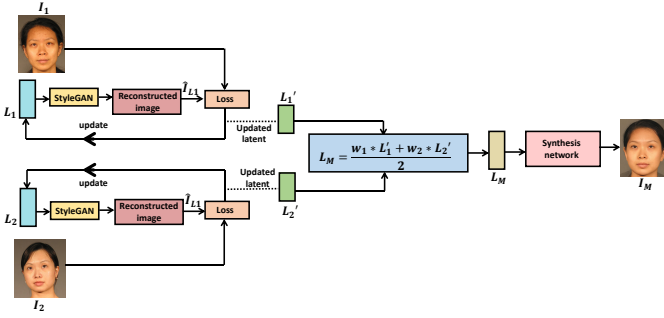 I₁
L₁
StyleGAN
Reconstructed
image
Î_L1
Loss
update
Updated
latent
L₁′
L_M = (w₁ * L₁′ + w₂ * L₂′) / 2
L_M
Synthesis
network
I_M
update
Updated
latent
L₂
StyleGAN
Reconstructed
image
Î_L1
Loss
L₂′
I₂